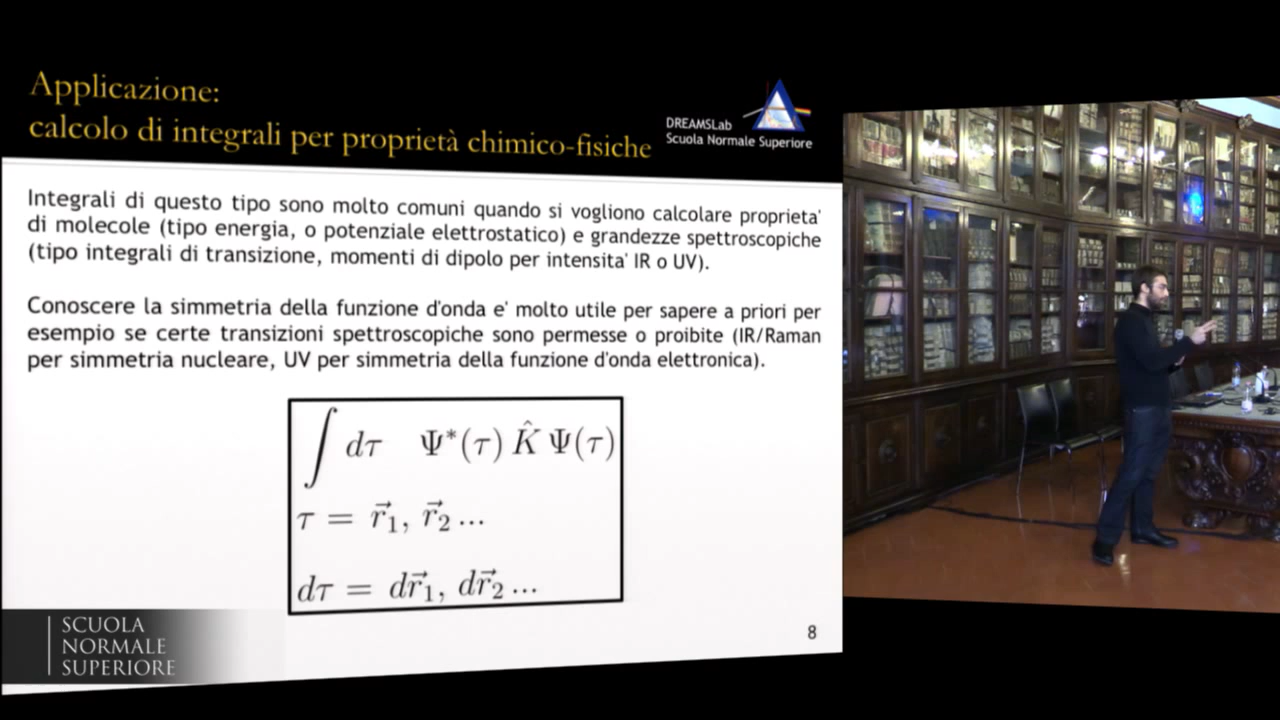 Applicazione:
calcolo di integrali per proprietà chimico-fisiche
DREAMSLab
Scuola Normale Superiore
Integrali di questo tipo sono molto comuni quando si vogliono calcolare proprieta'
di molecole (tipo energia, o potenziale elettrostatico) e grandezze spettroscopiche
(tipo integrali di transizione, momenti di dipolo per intensita' IR o UV).
Conoscere la simmetria della funzione d'onda e' molto utile per sapere a priori per
esempio se certe transizioni spettroscopiche sono permesse o proibite (IR/Raman
per simmetria nucleare, UV per simmetria della funzione d'onda elettronica).
∫ dτ Ψ*(τ) K̂ Ψ(τ)
τ = r⃗₁, r⃗₂ ...
dτ = dr⃗₁, dr⃗₂ ...
8
SCUOLA
NORMALE
SUPERIORE